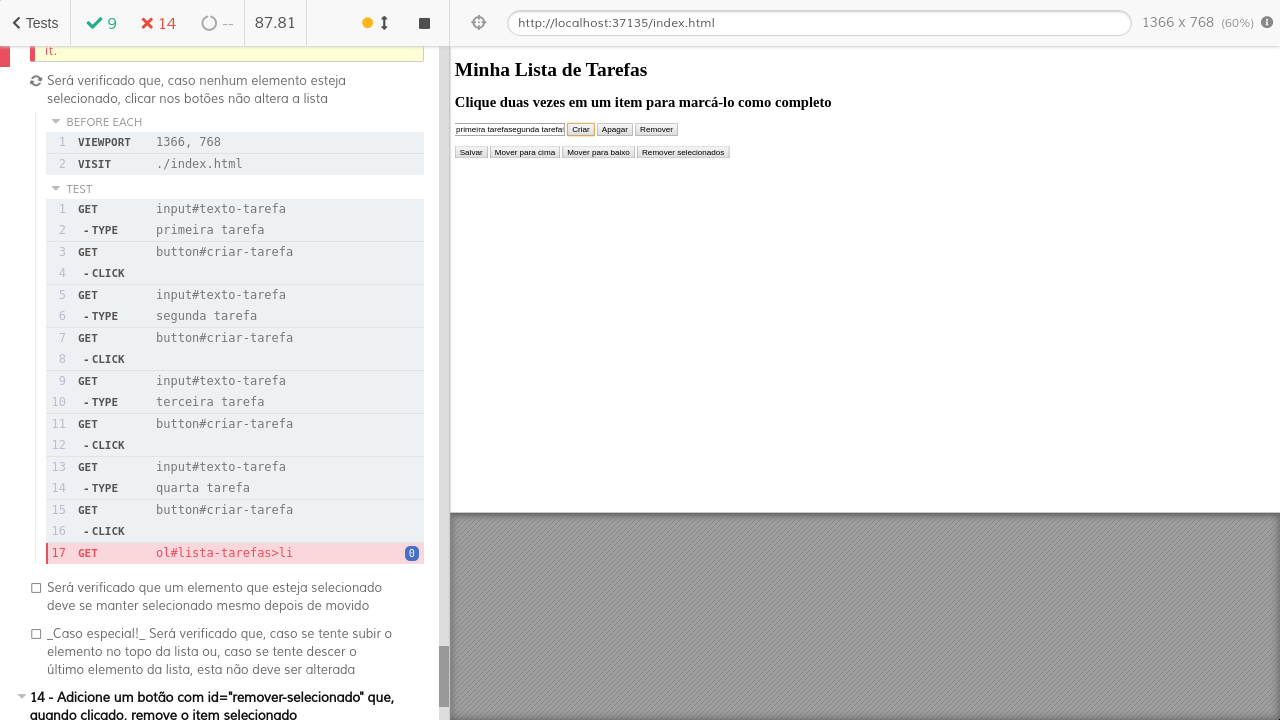 Tests 9 14 -- 87.81
it.
Será verificado que, caso nenhum elemento esteja
selecionado, clicar nos botões não altera a lista
BEFORE EACH
1 VIEWPORT 1366, 768
2 VISIT ./index.html
TEST
1 GET input#texto-tarefa
2 -TYPE primeira tarefa
3 GET button#criar-tarefa
4 -CLICK
5 GET input#texto-tarefa
6 -TYPE segunda tarefa
7 GET button#criar-tarefa
8 -CLICK
9 GET input#texto-tarefa
10 -TYPE terceira tarefa
11 GET button#criar-tarefa
12 -CLICK
13 GET input#texto-tarefa
14 -TYPE quarta tarefa
15 GET button#criar-tarefa
16 -CLICK
17 GET ol#lista-tarefas>li 0
Será verificado que um elemento que esteja selecionado
deve se manter selecionado mesmo depois de movido
_Caso especial!_ Será verificado que, caso se tente subir o
elemento no topo da lista ou, caso se tente descer o
último elemento da lista, esta não deve ser alterada
14 - Adicione um botão com id="remover-selecionado" que,
quando clicado, remove o item selecionado
http://localhost:37135/index.html 1366 x 768 (60%)
Minha Lista de Tarefas
Clique duas vezes em um item para marcá-lo como completo
primeira tarefasegunda tarefa Criar Apagar Remover
Salvar Mover para cima Mover para baixo Remover selecionados